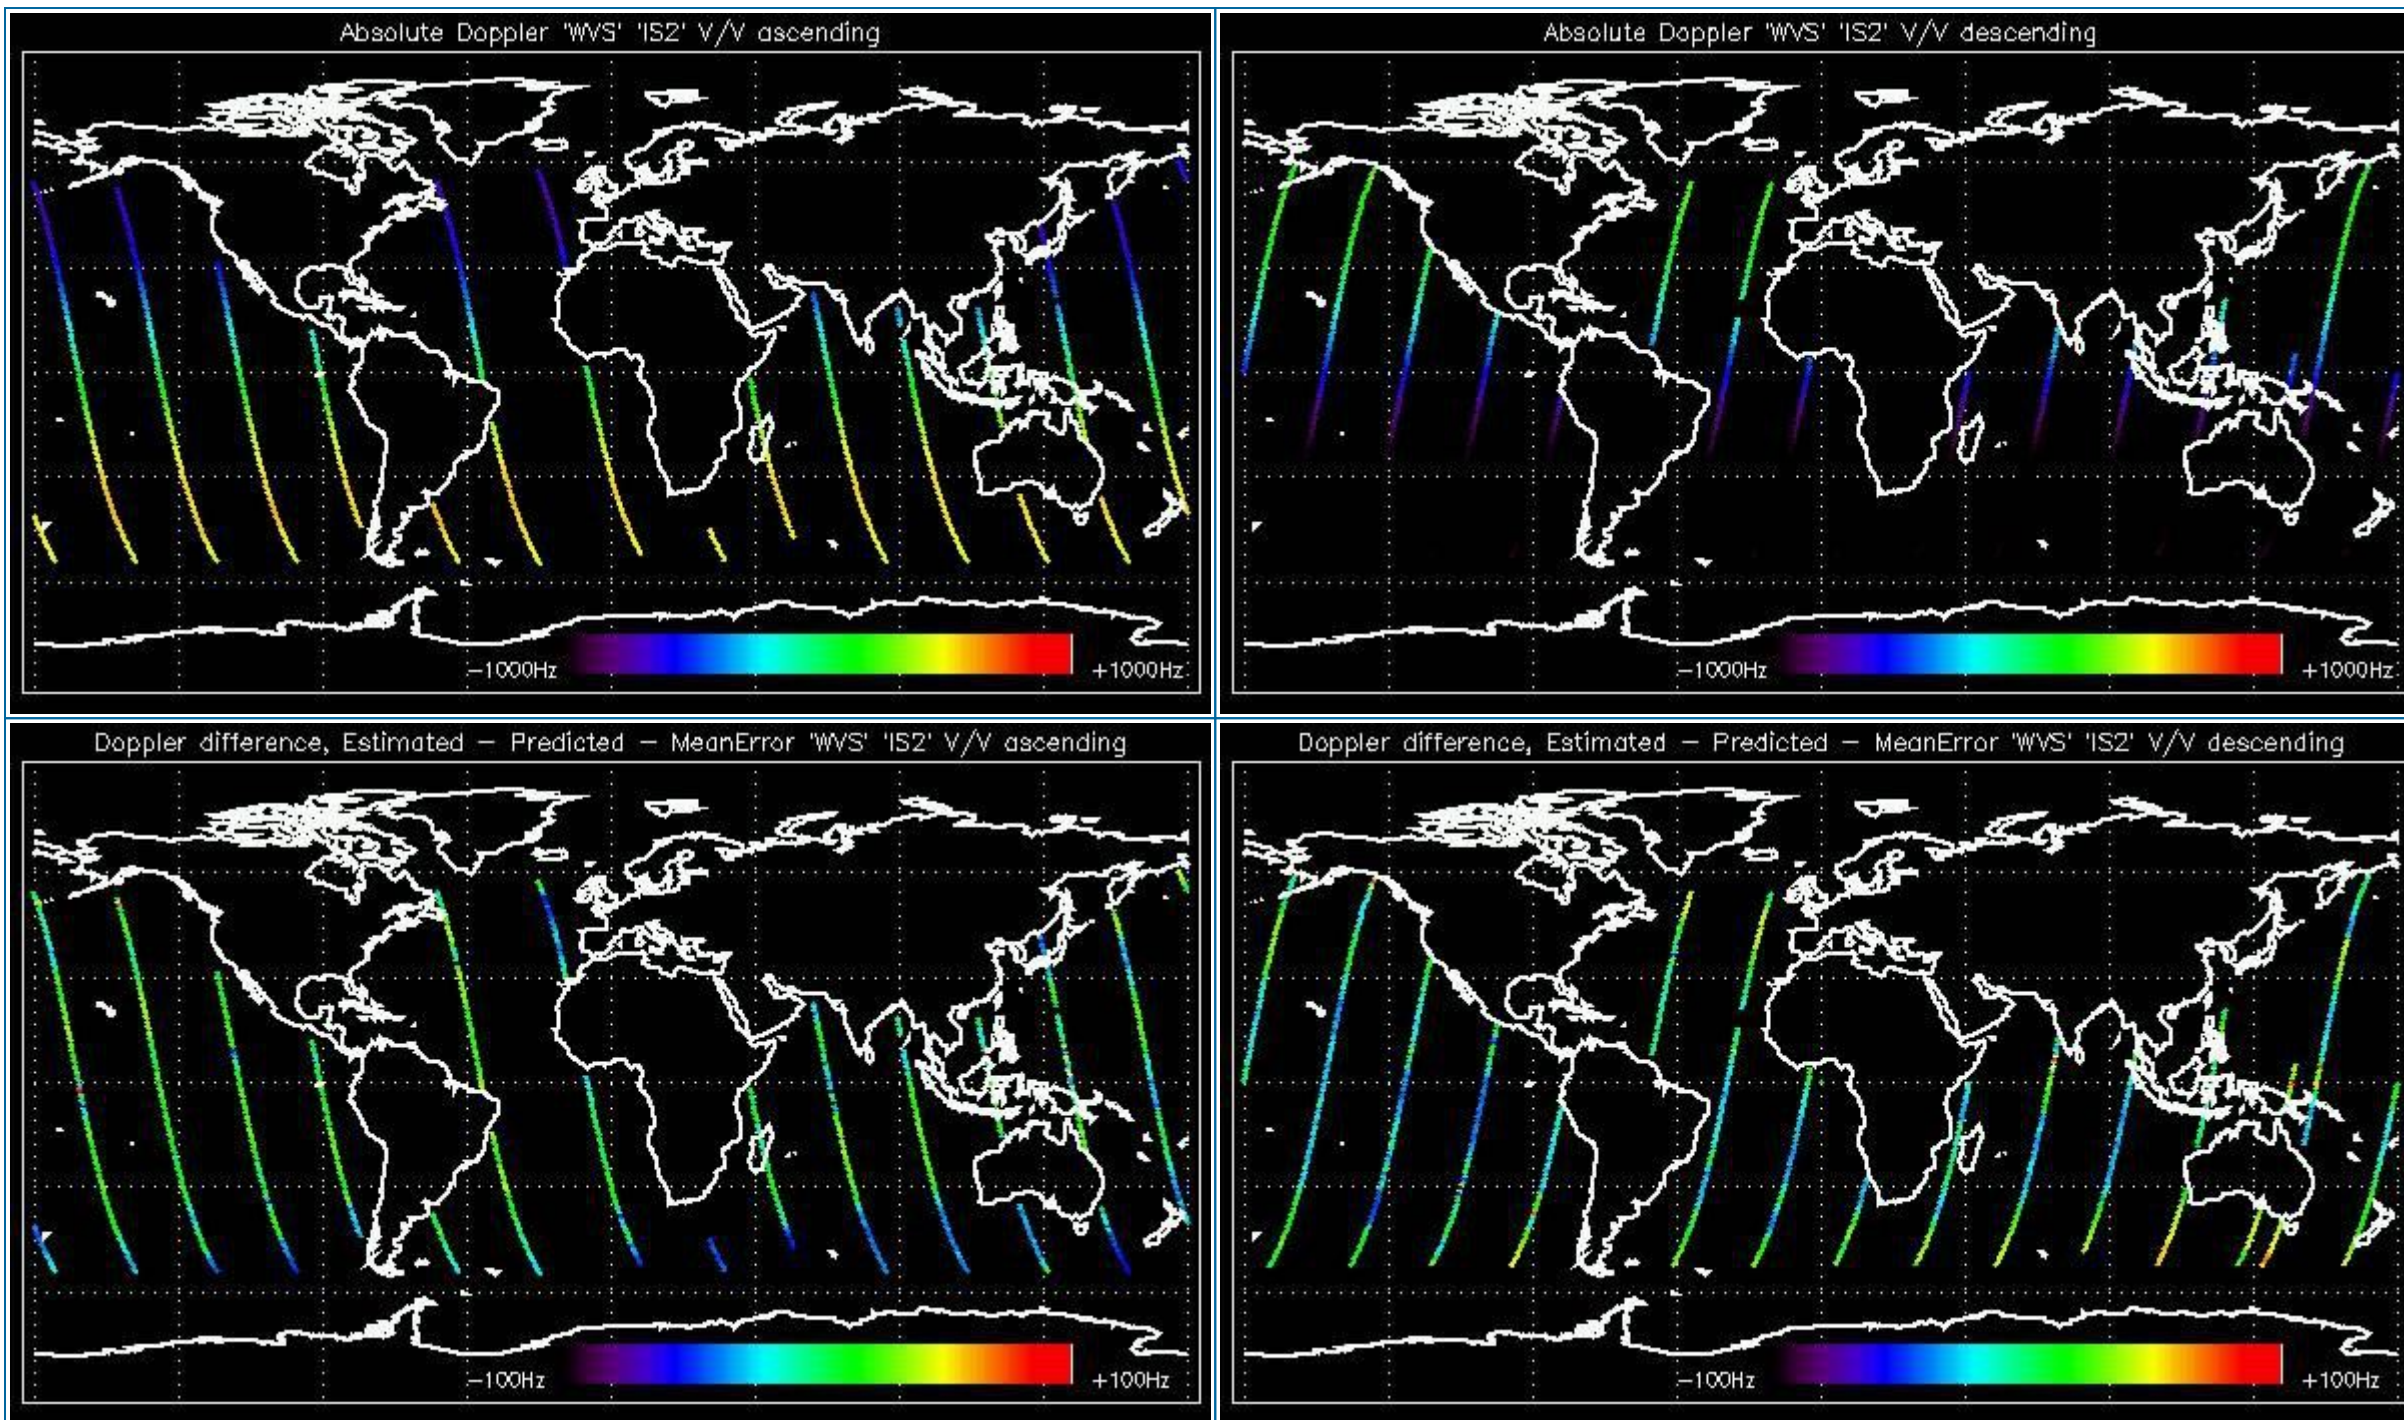 Absolute Doppler 'WVS' 'IS2' V/V ascending
-1000Hz
+1000Hz
Absolute Doppler 'WVS' 'IS2' V/V descending
-1000Hz
+1000Hz
Doppler difference, Estimated - Predicted - MeanError 'WVS' 'IS2' V/V ascending
-100Hz
+100Hz
Doppler difference, Estimated - Predicted - MeanError 'WVS' 'IS2' V/V descending
-100Hz
+100Hz